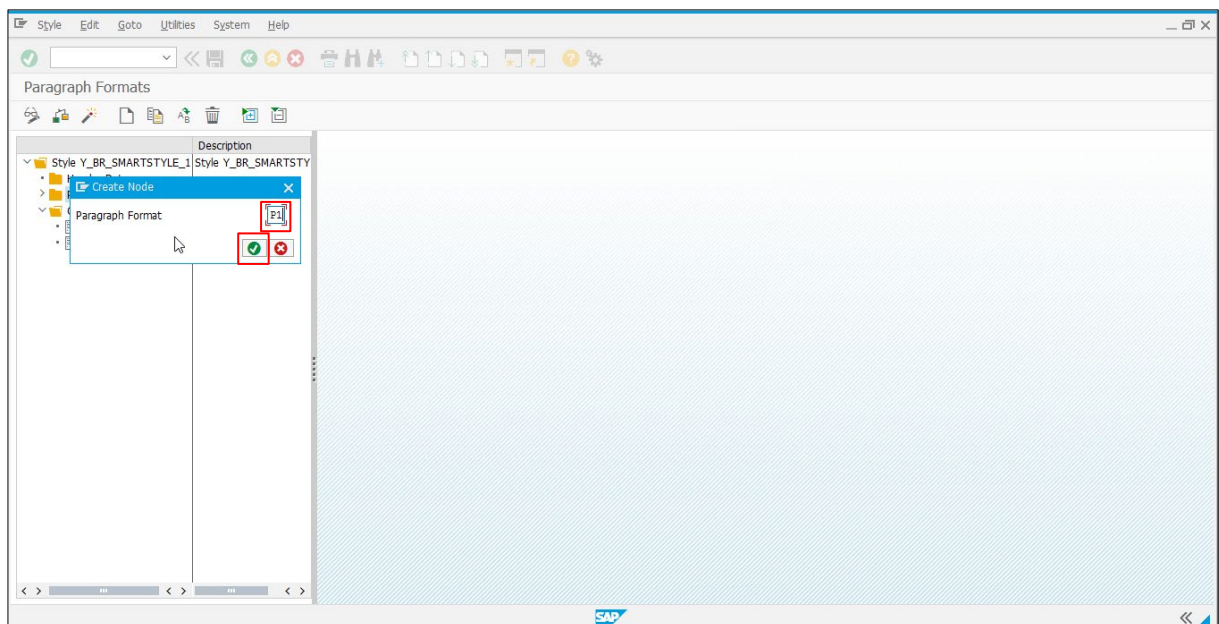 Style Edit Goto Utilities System Help
Paragraph Formats
Description
Style Y_BR_SMARTSTYLE_1 Style Y_BR_SMARTSTY
Create Node
Paragraph Format P1
SAP